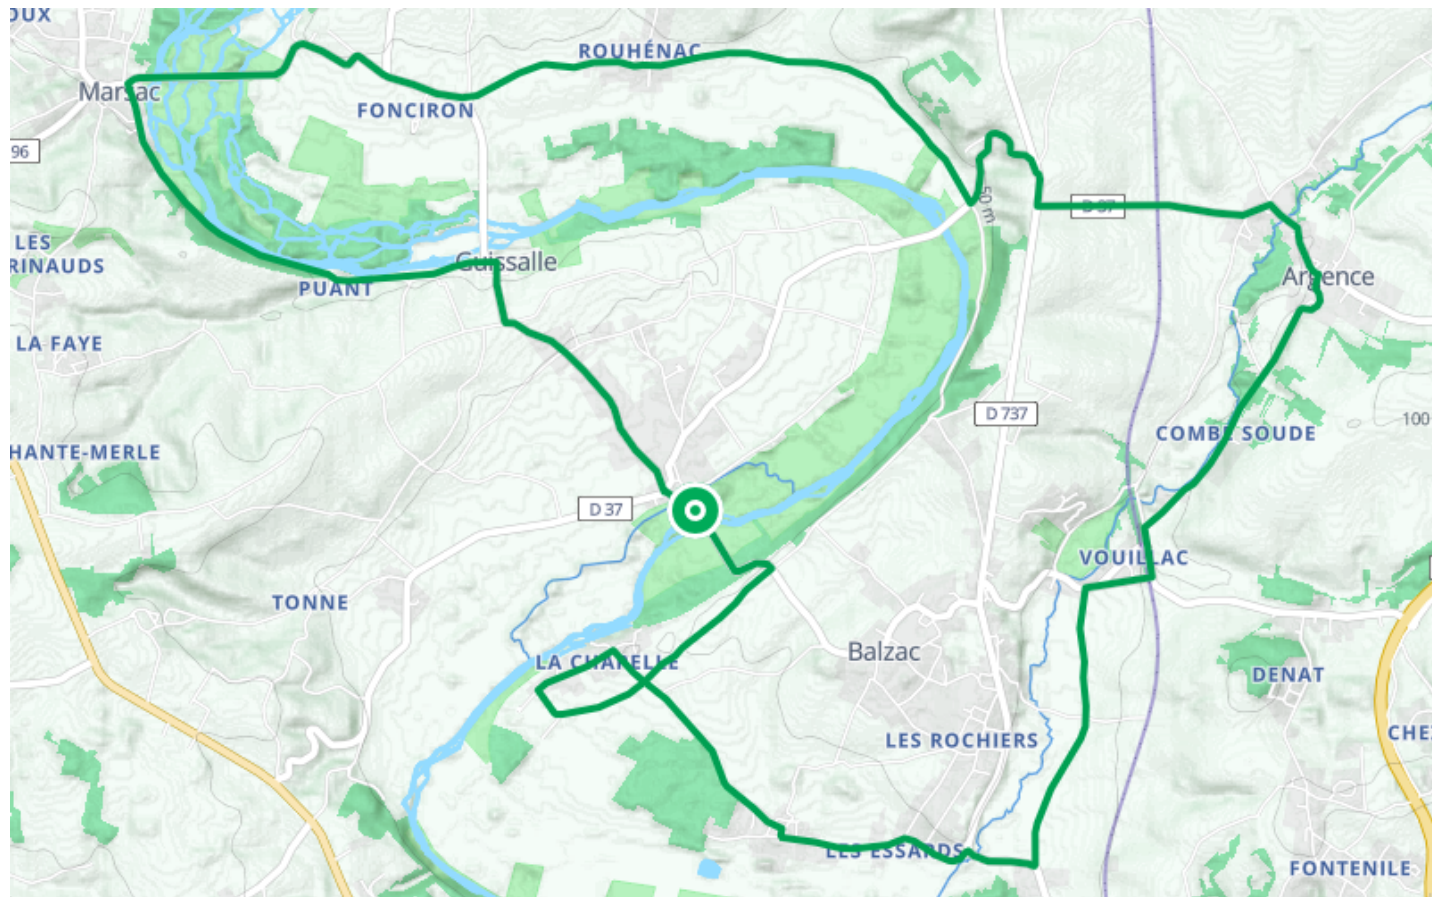 OUX
ROUHÉNAC
Marsac
FONCIRON
96
50 m
D 37
LES
RINAUDS
Guissalle
Argence
PUANT
LA FAYE
D 737
100
COMBE SOUDE
HANTE-MERLE
D 37
VOUILLAC
TONNE
Balzac
LA CHAPELLE
DENAT
LES ROCHIERS
CHE
LES ESSARDS
FONTENILE